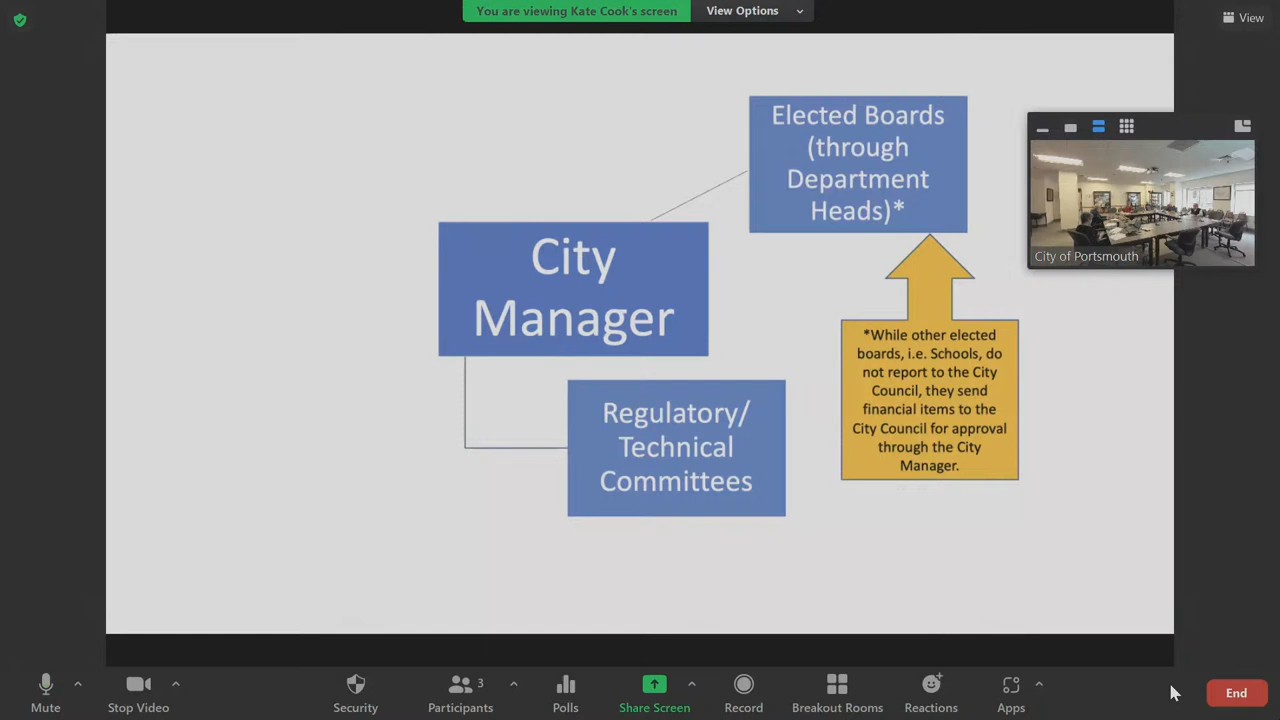 You are viewing Kate Cook's screen
View Options
View
Elected Boards
(through
Department
Heads)*
City
Manager
City of Portsmouth
*While other elected
boards, i.e. Schools, do
not report to the City
Council, they send
financial items to the
City Council for approval
through the City
Manager.
Regulatory/
Technical
Committees
Mute
Stop Video
Security
Participants
3
Polls
Share Screen
Record
Breakout Rooms
Reactions
Apps
End